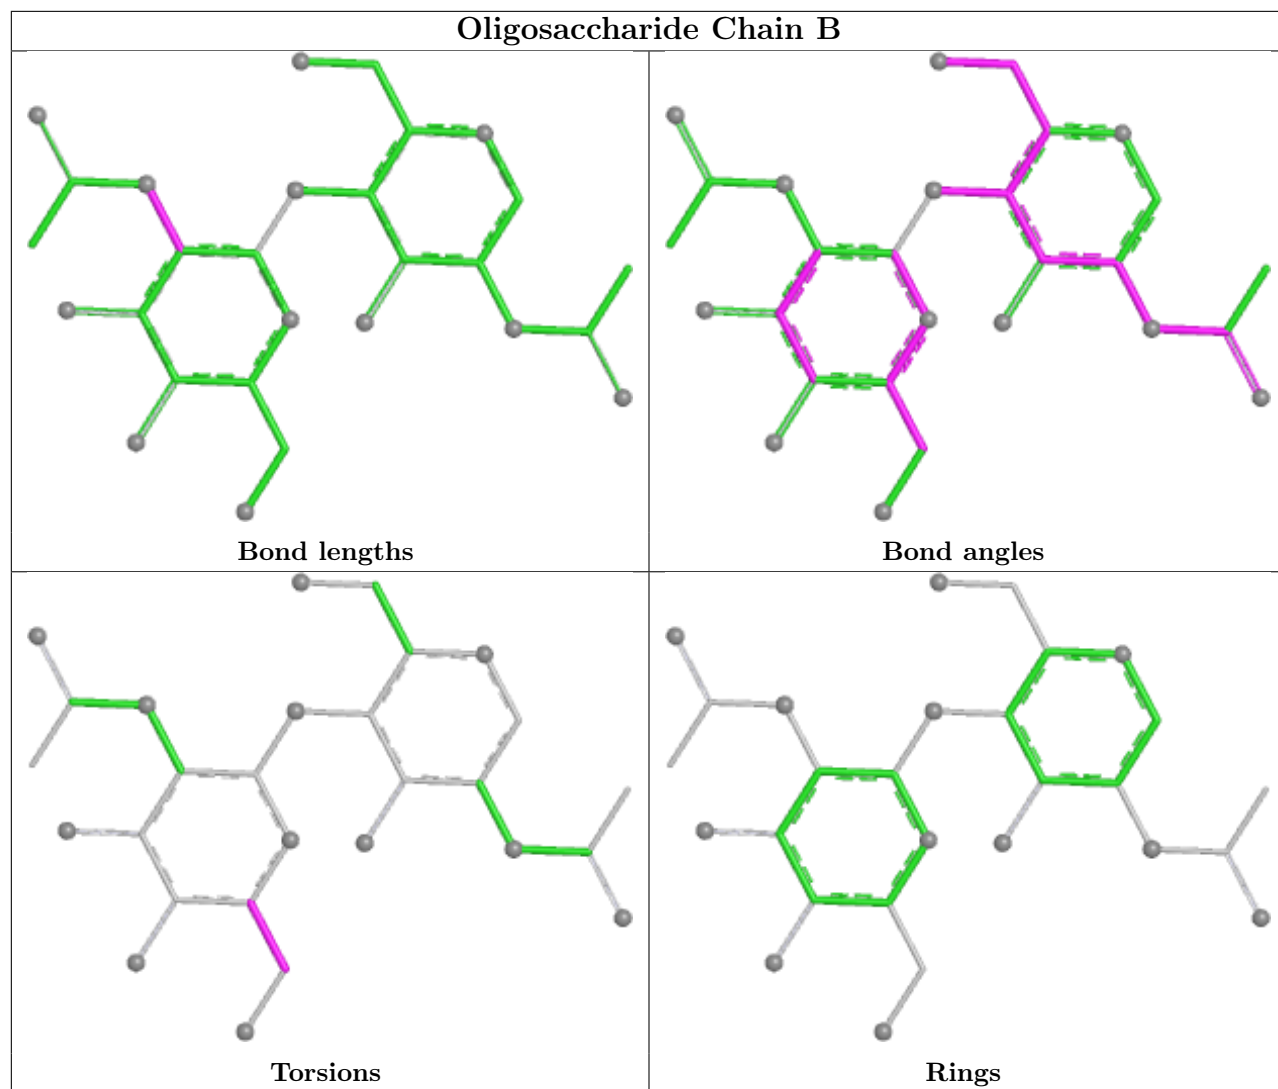 Oligosaccharide Chain B
Bond lengths
Bond angles
Torsions
Rings